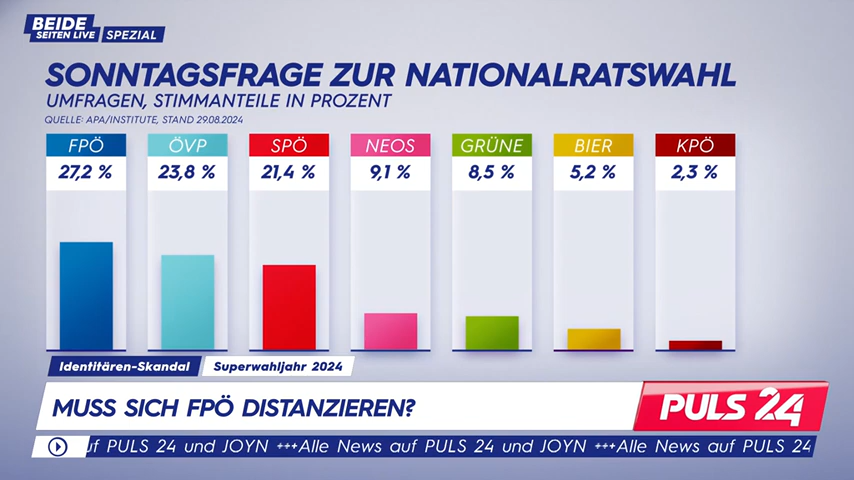 BEIDE
SEITEN LIVE SPEZIAL
SONNTAGSFRAGE ZUR NATIONALRATSWAHL
UMFRAGEN, STIMMANTEILE IN PROZENT
QUELLE: APA/INSTITUTE, STAND 29.08.2024
FPÖ ÖVP SPÖ NEOS GRÜNE BIER KPÖ
27,2 % 23,8 % 21,4 % 9,1 % 8,5 % 5,2 % 2,3 %
Identitären-Skandal Superwahljahr 2024
MUSS SICH FPÖ DISTANZIEREN?
PULS 24
uf PULS 24 und JOYN +++Alle News auf PULS 24 und JOYN +++Alle News auf PULS 24